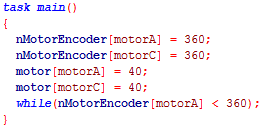 task main()
{
nMotorEncoder[motorA] = 360;
nMotorEncoder[motorC] = 360;
motor[motorA] = 40;
motor[motorC] = 40;
while(nMotorEncoder[motorA] < 360);
}